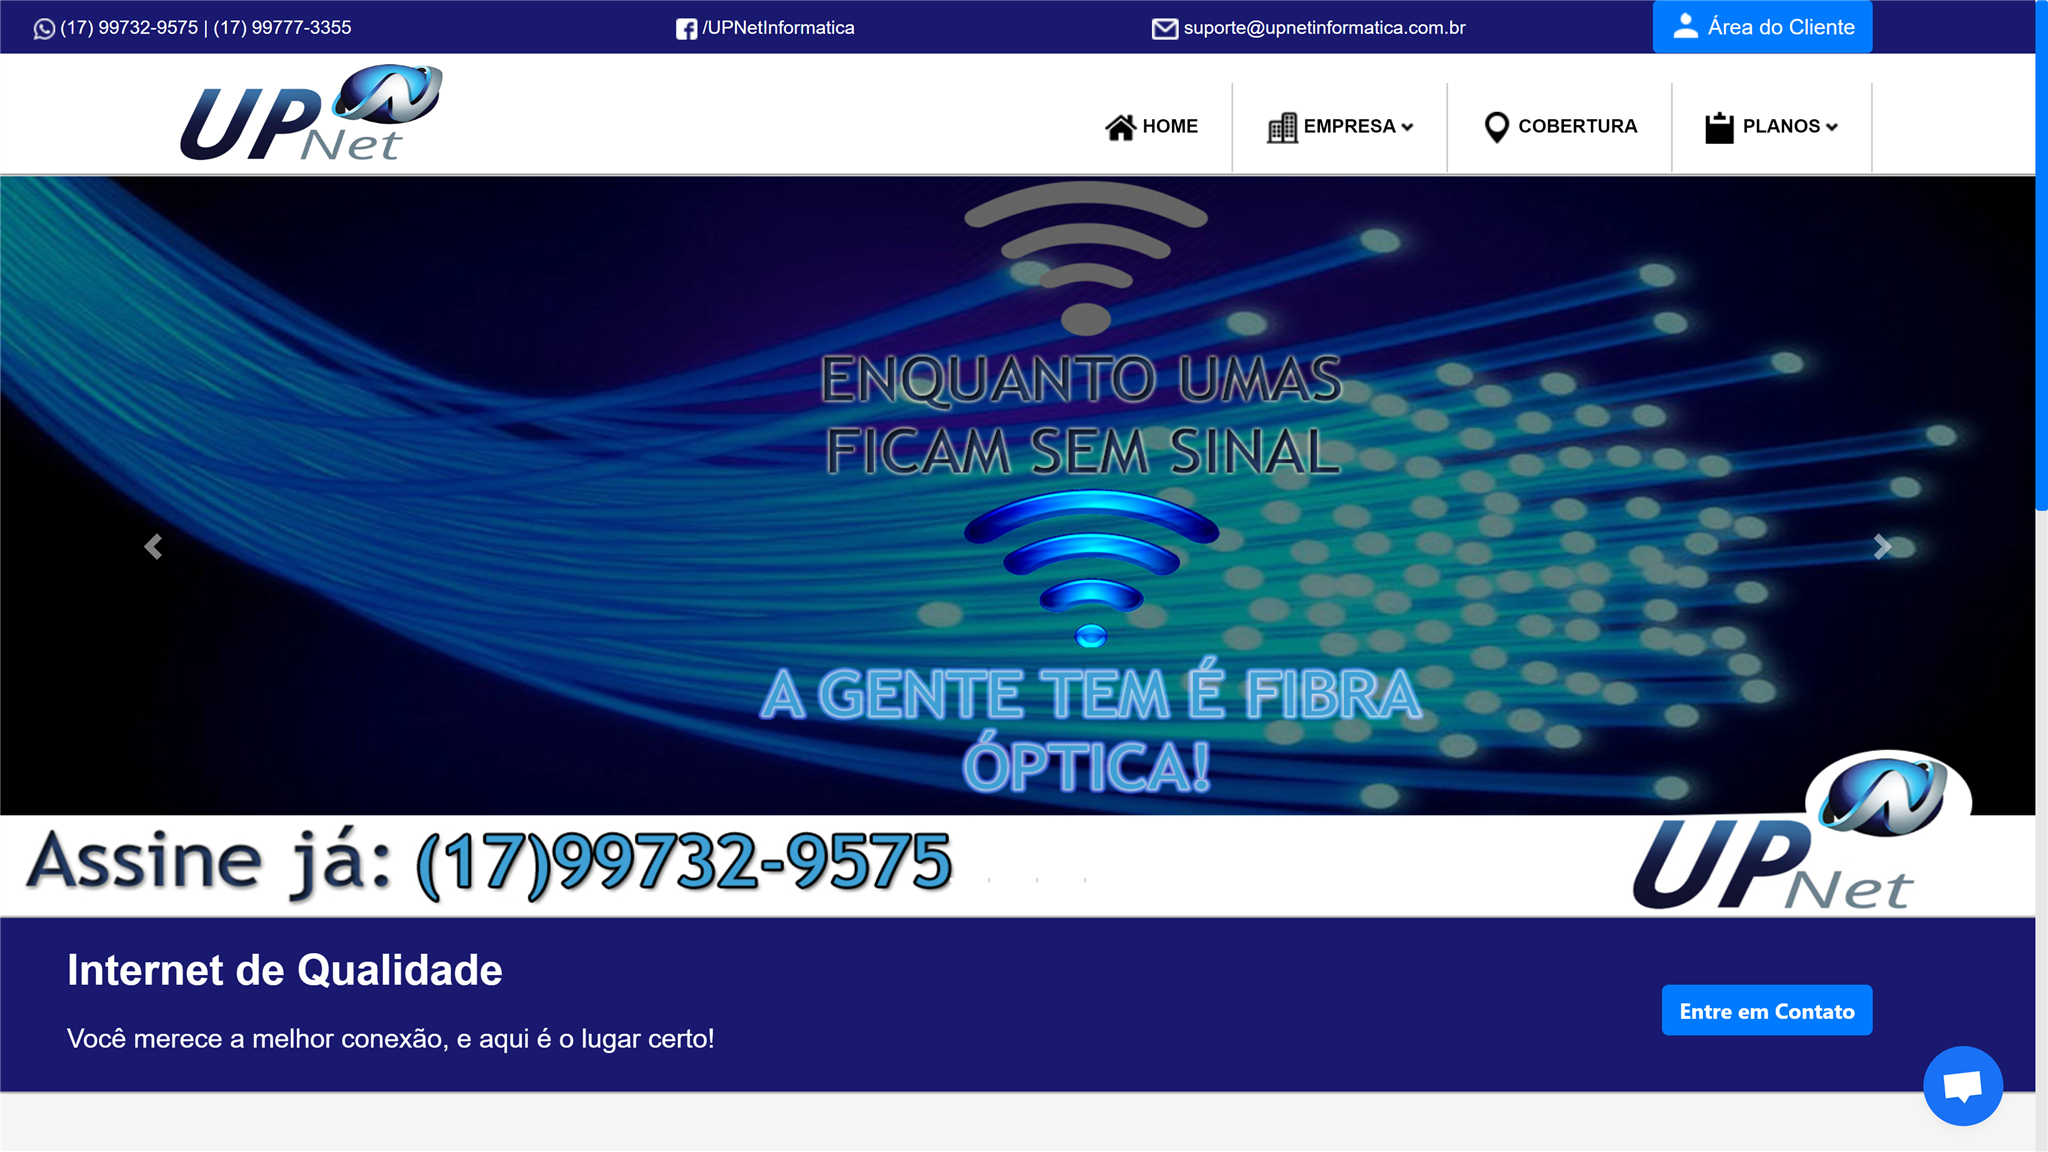 (17) 99732-9575 | (17) 99777-3355
/UPNetInformatica
suporte@upnetinformatica.com.br
Área do Cliente
UP Net
HOME
EMPRESA
COBERTURA
PLANOS
ENQUANTO UMAS
FICAM SEM SINAL
A GENTE TEM É FIBRA
ÓPTICA!
Assine já: (17)99732-9575
UP Net
Internet de Qualidade
Você merece a melhor conexão, e aqui é o lugar certo!
Entre em Contato